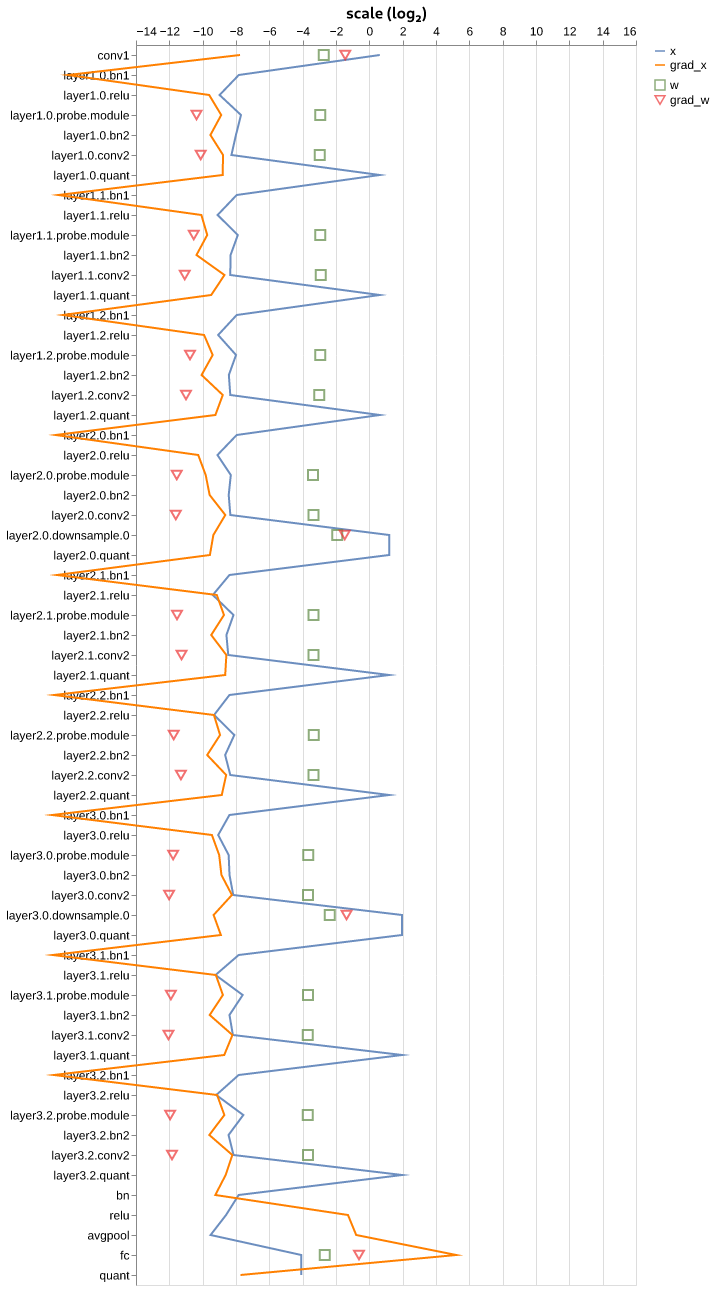 scale (log₂)
−14 −12 −10 −8 −6 −4 −2 0 2 4 6 8 10 12 14 16
x
grad_x
w
grad_w
conv1
layer1.0.bn1
layer1.0.relu
layer1.0.probe.module
layer1.0.bn2
layer1.0.conv2
layer1.0.quant
layer1.1.bn1
layer1.1.relu
layer1.1.probe.module
layer1.1.bn2
layer1.1.conv2
layer1.1.quant
layer1.2.bn1
layer1.2.relu
layer1.2.probe.module
layer1.2.bn2
layer1.2.conv2
layer1.2.quant
layer2.0.bn1
layer2.0.relu
layer2.0.probe.module
layer2.0.bn2
layer2.0.conv2
layer2.0.downsample.0
layer2.0.quant
layer2.1.bn1
layer2.1.relu
layer2.1.probe.module
layer2.1.bn2
layer2.1.conv2
layer2.1.quant
layer2.2.bn1
layer2.2.relu
layer2.2.probe.module
layer2.2.bn2
layer2.2.conv2
layer2.2.quant
layer3.0.bn1
layer3.0.relu
layer3.0.probe.module
layer3.0.bn2
layer3.0.conv2
layer3.0.downsample.0
layer3.0.quant
layer3.1.bn1
layer3.1.relu
layer3.1.probe.module
layer3.1.bn2
layer3.1.conv2
layer3.1.quant
layer3.2.bn1
layer3.2.relu
layer3.2.probe.module
layer3.2.bn2
layer3.2.conv2
layer3.2.quant
bn
relu
avgpool
fc
quant